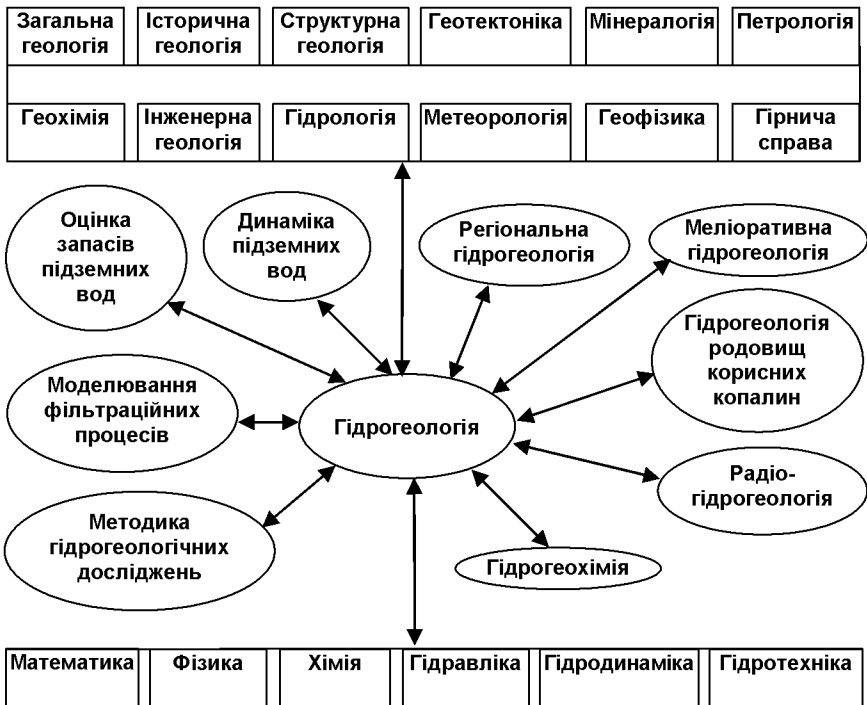 Загальна
геологія
Історична
геологія
Структурна
геологія
Геотектоніка
Мінералогія
Петрологія
Геохімія
Інженерна
геологія
Гідрологія
Метеорологія
Геофізика
Гірнича
справа
Оцінка
запасів
підземних
вод
Динаміка
підземних
вод
Регіональна
гідрогеологія
Меліоративна
гідрогеологія
Гідрогеологія
родовищ
корисних
копалин
Моделювання
фільтраційних
процесів
Гідрогеологія
Радіо-
гідрогеологія
Методика
гідрогеологічних
досліджень
Гідрогеохімія
Математика
Фізика
Хімія
Гідравліка
Гідродинаміка
Гідротехніка